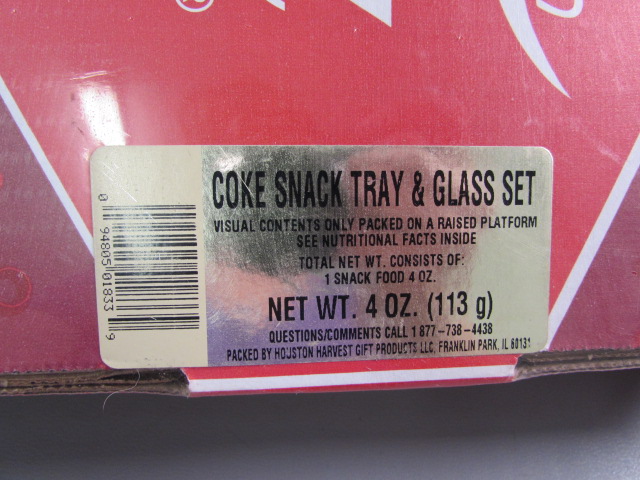 ®
COKE SNACK TRAY & GLASS SET
VISUAL CONTENTS ONLY PACKED ON A RAISED PLATFORM
SEE NUTRITIONAL FACTS INSIDE
TOTAL NET WT. CONSISTS OF:
1 SNACK FOOD 4 OZ.
NET WT. 4 OZ. (113 g)
QUESTIONS/COMMENTS CALL 1 877-738-4438
PACKED BY HOUSTON HARVEST GIFT PRODUCTS LLC, FRANKLIN PARK, IL 60131
0 94805 01833 9